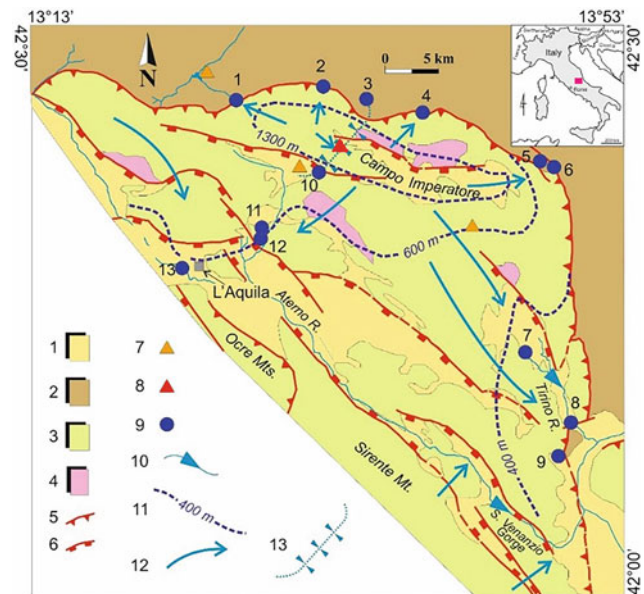 13°13'
13°53'
42°30'
42°30'
N
0
5 km
Italy
Rome
1
2
3
4
5
6
1300 m
Campo Imperatore
10
600 m
11
12
13
L'Aquila
Aterno R.
Ocre Mts.
7
Tirino R.
8
9
400 m
Sirente Mt.
S. Venanzio
Gorge
42°00'
1
2
3
4
5
6
7
8
9
10
11
400 m
12
13